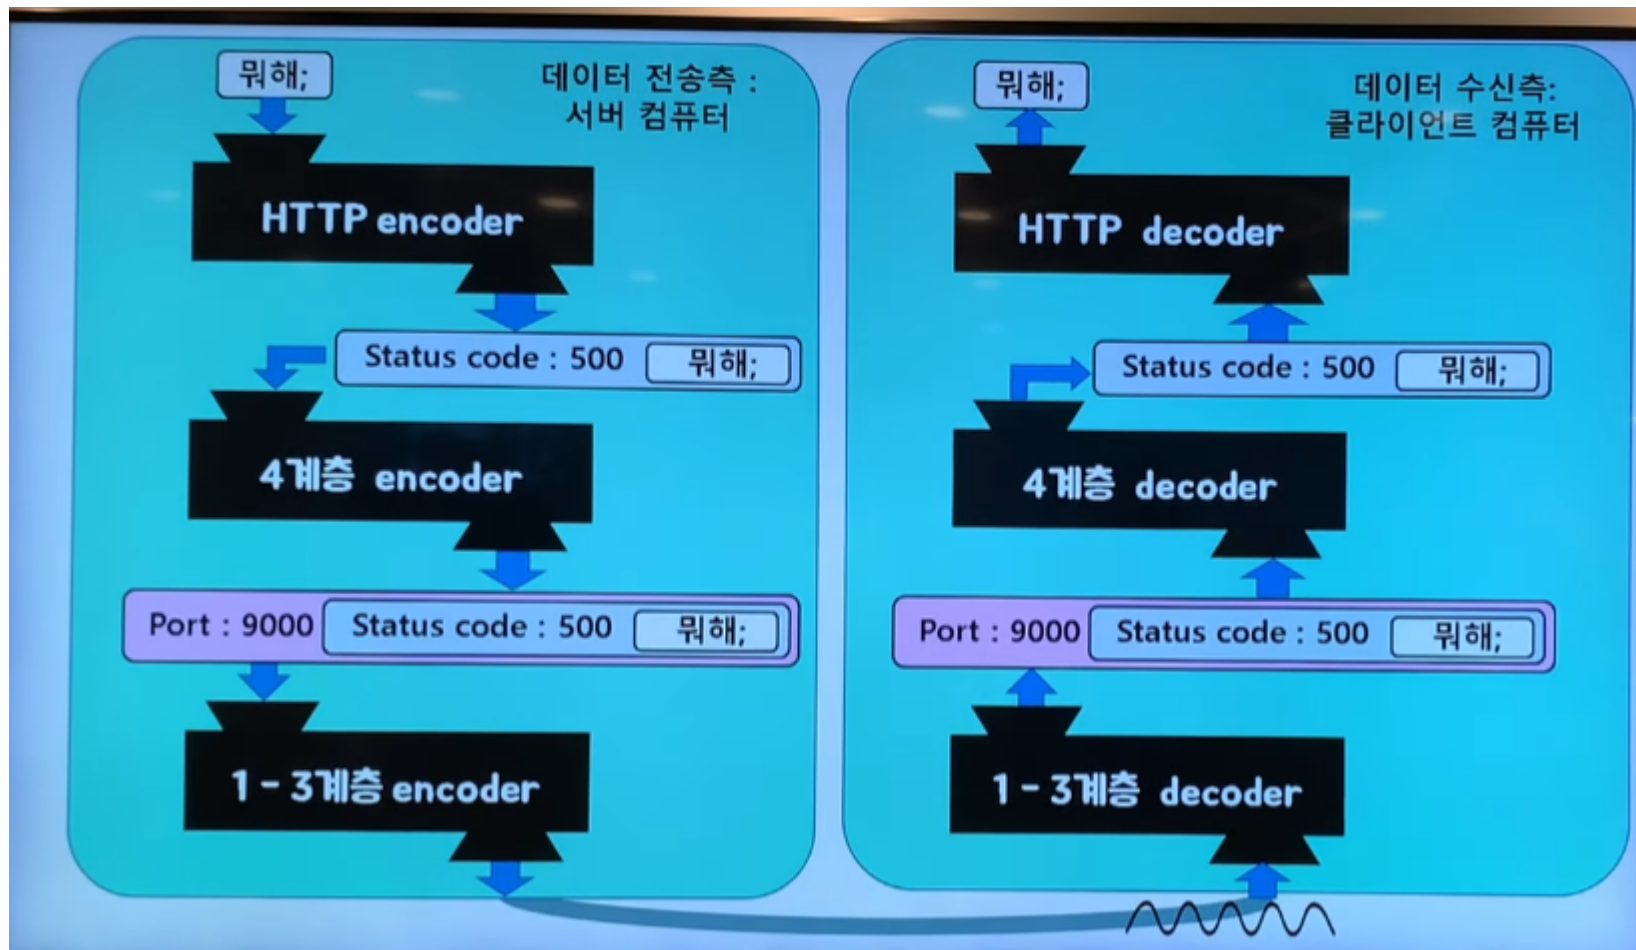 뭐해;
데이터 전송측 :
서버 컴퓨터
HTTP encoder
Status code : 500 뭐해;
4계층 encoder
Port : 9000 Status code : 500 뭐해;
1 - 3계층 encoder
뭐해;
데이터 수신측:
클라이언트 컴퓨터
HTTP decoder
Status code : 500 뭐해;
4계층 decoder
Port : 9000 Status code : 500 뭐해;
1 - 3계층 decoder